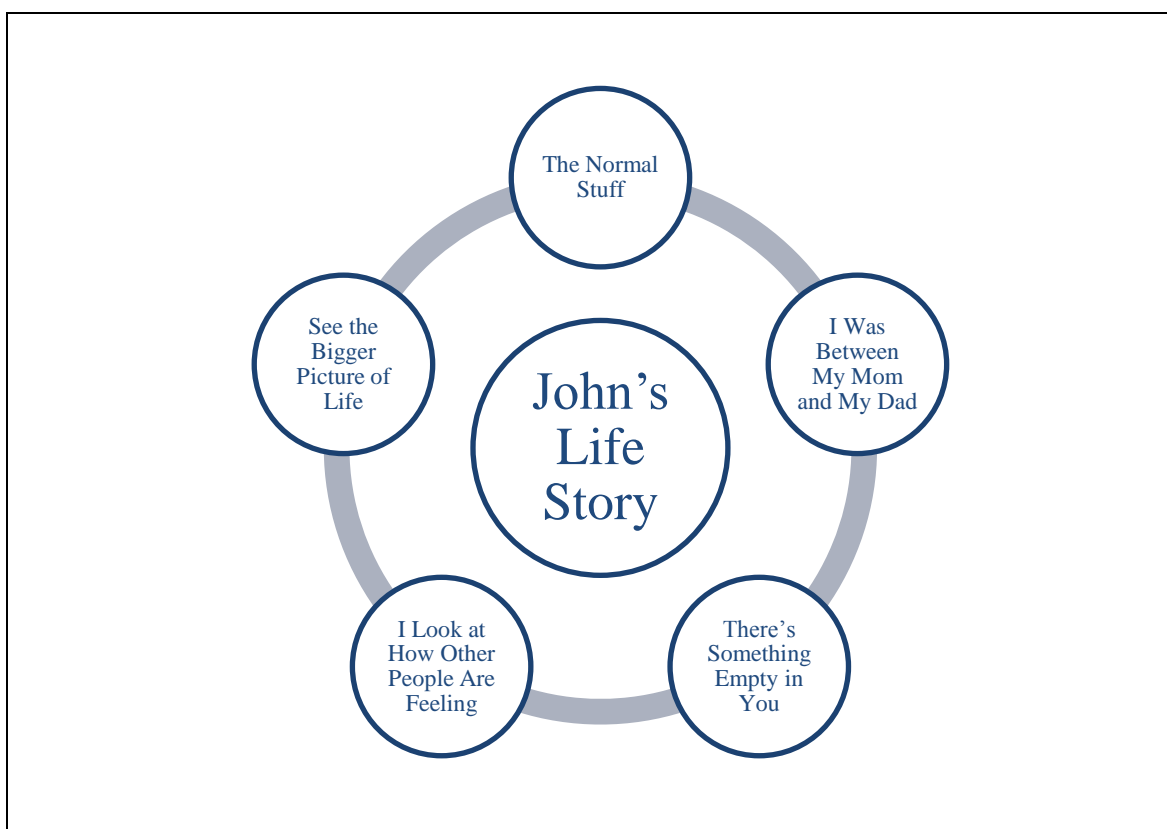 The Normal
Stuff
I Was
Between
My Mom
and My Dad
There’s
Something
Empty in
You
I Look at
How Other
People Are
Feeling
See the
Bigger
Picture of
Life
John’s
Life
Story